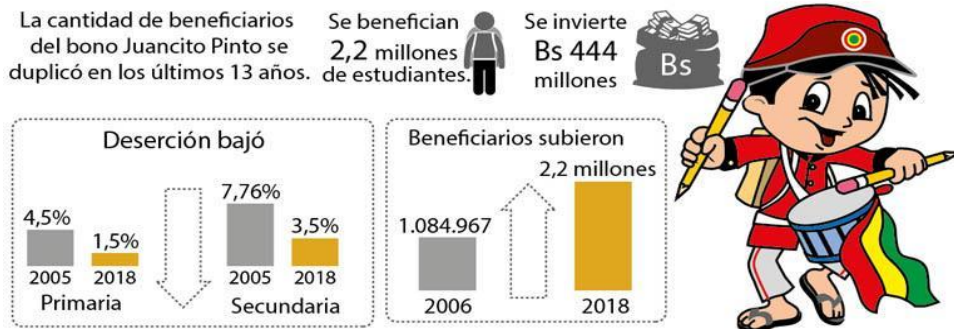 La cantidad de beneficiarios
del bono Juancito Pinto se
duplicó en los últimos 13 años.
Se benefician
2,2 millones
de estudiantes.
Se invierte
Bs 444
millones
Bs
Deserción bajó
4,5%
1,5%
2005 2018
Primaria
7,76%
3,5%
2005 2018
Secundaria
Beneficiarios subieron
1.084.967
2,2 millones
2006 2018